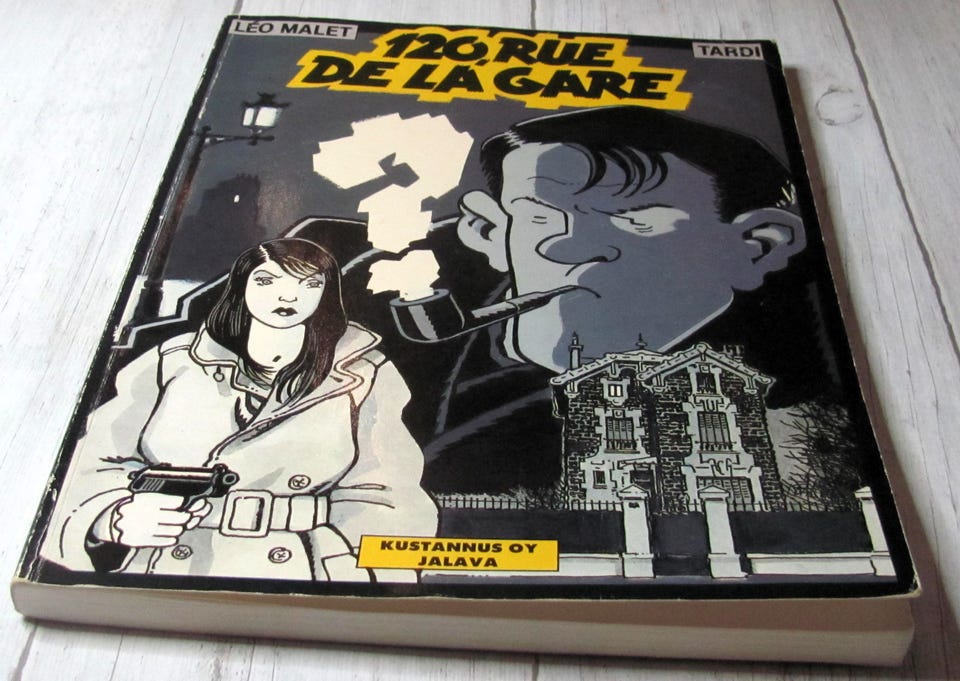 LÉO MALET
TARDI
120, RUE
DE LA GARE
KUSTANNUS OY
JALAVA